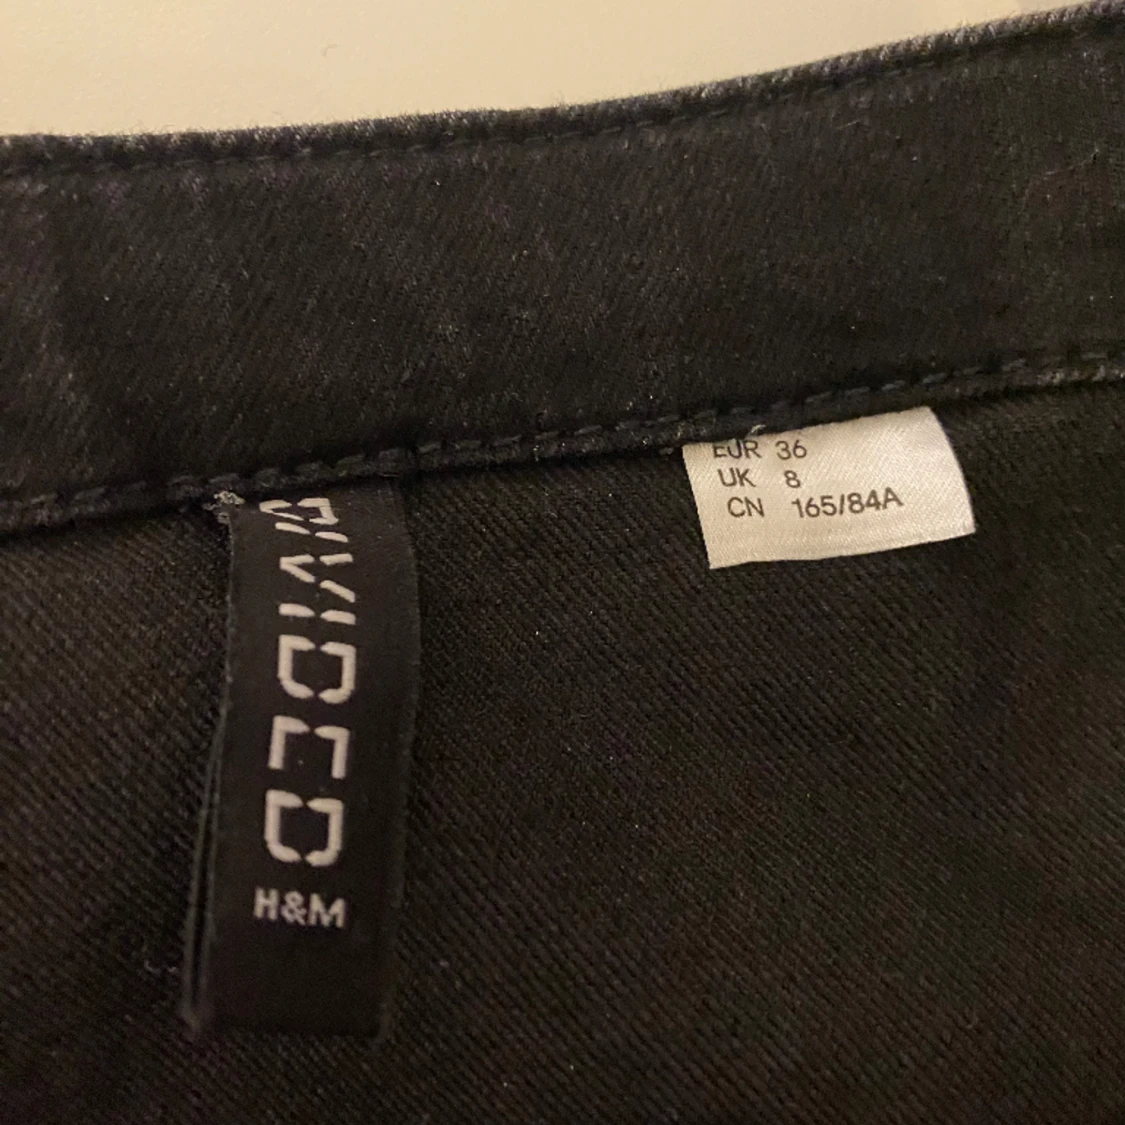 DIVIDED
H&M
EUR 36
UK 8
CN 165/84A